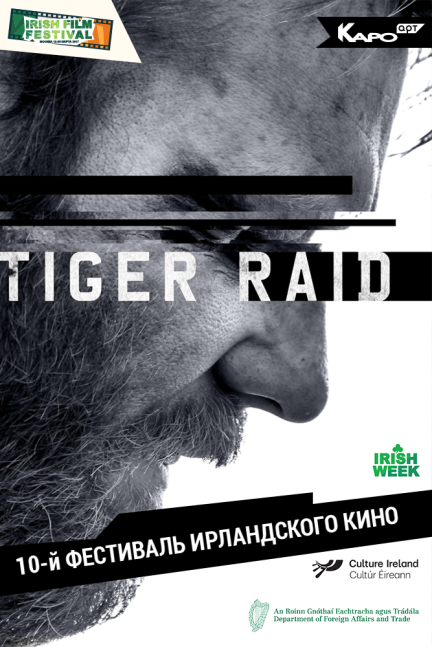 IRISH FILM
FESTIVAL
КАРО арт
TIGER RAID
IRISH
WEEK
10-й ФЕСТИВАЛЬ ИРЛАНДСКОГО КИНО
Culture Ireland
Cultúr Éireann
An Roinn Gnóthaí Eachtracha agus Trádála
Department of Foreign Affairs and Trade